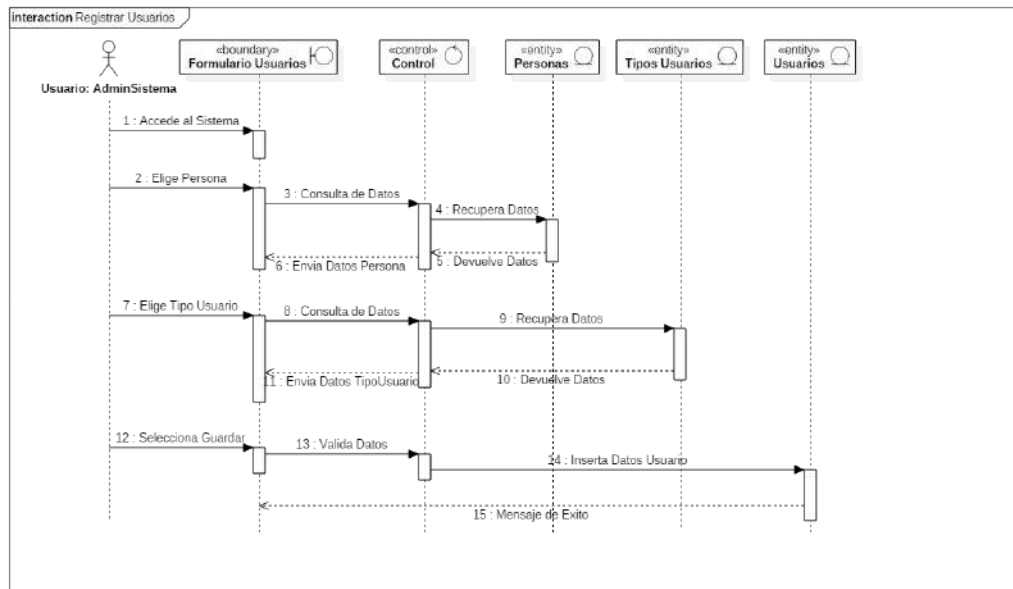 interaction Registrar Usuarios
«boundary»
Formulario Usuarios
«control»
Control
«entity»
Personas
«entity»
Tipos Usuarios
«entity»
Usuarios
Usuario: AdminSistema
1 : Accede al Sistema
2 : Elige Persona
3 : Consulta de Datos
4 : Recupera Datos
5 : Devuelve Datos
6 : Envia Datos Persona
7 : Elige Tipo Usuario
8 : Consulta de Datos
9 : Recupera Datos
10 : Devuelve Datos
11 : Envia Datos TipoUsuario
12 : Selecciona Guardar
13 : Valida Datos
14 : Inserta Datos Usuario
15 : Mensaje de Exito